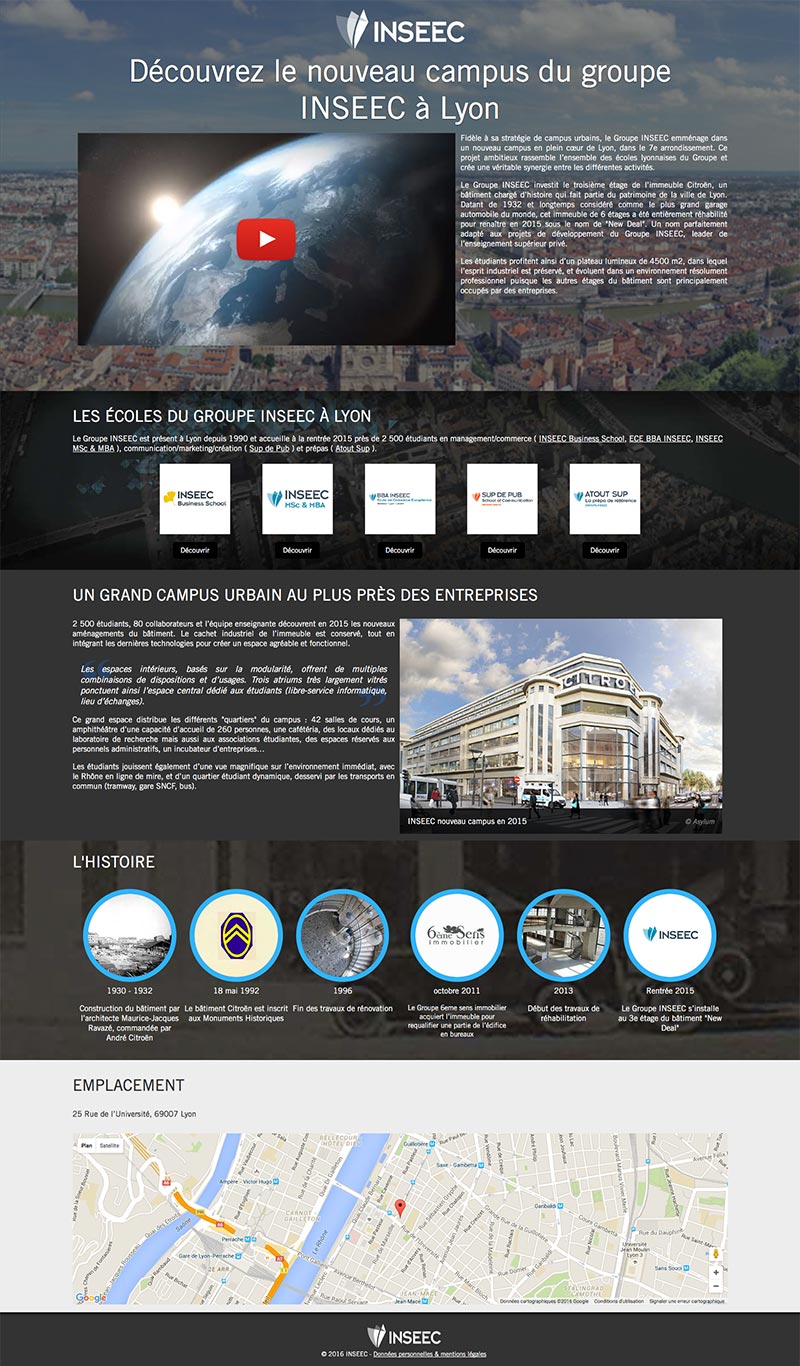 INSEEC
Découvrez le nouveau campus du groupe
INSEEC à Lyon
Fidèle à sa stratégie de campus urbains, le Groupe INSEEC emménage dans
un nouveau campus en plein cœur de Lyon, dans le 7e arrondissement. Ce
projet ambitieux rassemble l'ensemble des écoles lyonnaises du Groupe et
crée une véritable synergie entre les différentes activités.
Le Groupe INSEEC investit le troisième étage de l'immeuble Citroën, un
bâtiment chargé d'histoire qui fait partie du patrimoine de la ville de Lyon.
Datant de 1932 et longtemps considéré comme le plus grand garage
automobile du monde, cet immeuble de 6 étages a été entièrement réhabilité
pour renaître en 2015 sous le nom de "New Deal". Un nom parfaitement
adapté aux projets de développement du Groupe INSEEC, leader de
l'enseignement supérieur privé.
Les étudiants profitent ainsi d'un plateau lumineux de 4500 m2, dans lequel
l'esprit industriel est préservé, et évoluent dans un environnement résolument
professionnel puisque les autres étages du bâtiment sont principalement
occupés par des entreprises.
LES ÉCOLES DU GROUPE INSEEC À LYON
Le Groupe INSEEC est présent à Lyon depuis 1990 et accueille à la rentrée 2015 près de 2 500 étudiants en management/commerce ( INSEEC Business School, ECE BBA INSEEC, INSEEC
MSc & MBA ), communication/marketing/création ( Sup de Pub ) et prépas ( Atout Sup ).
INSEEC
Business School
INSEEC
MSc & MBA
BBA INSEEC
SUP DE PUB
School of Communication
ATOUT SUP
La prépa de référence
Découvrir
Découvrir
Découvrir
Découvrir
Découvrir
UN GRAND CAMPUS URBAIN AU PLUS PRÈS DES ENTREPRISES
2 500 étudiants, 80 collaborateurs et l'équipe enseignante découvrent en 2015 les nouveaux
aménagements du bâtiment. Le cachet industriel de l'immeuble est conservé, tout en
intégrant les dernières technologies pour créer un espace agréable et fonctionnel.
Les espaces intérieurs, basés sur la modularité, offrent de multiples
combinaisons de dispositions et d'usages. Trois atriums très largement vitrés
ponctuent ainsi l'espace central dédié aux étudiants (libre-service informatique,
lieu d'échanges).
Ce grand espace distribue les différents "quartiers" du campus : 42 salles de cours, un
amphithéâtre d'une capacité d'accueil de 260 personnes, une cafétéria, des locaux dédiés au
laboratoire de recherche mais aussi aux associations étudiantes, des espaces réservés aux
personnels administratifs, un incubateur d'entreprises...
Les étudiants jouissent également d'une vue magnifique sur l'environnement immédiat, avec
le Rhône en ligne de mire, et d'un quartier étudiant dynamique, desservi par les transports en
commun (tramway, gare SNCF, bus).
CITROËN
INSEEC nouveau campus en 2015
© Asylum
L'HISTOIRE
6ème Sens
immobilier
INSEEC
1930 - 1932
Construction du bâtiment par
l'architecte Maurice-Jacques
Ravazé, commandée par
André Citroën
18 mai 1992
Le bâtiment Citroën est inscrit
aux Monuments Historiques
1996
Fin des travaux de rénovation
octobre 2011
Le Groupe 6eme sens immobilier
acquiert l'immeuble pour
requalifier une partie de l'édifice
en bureaux
2013
Début des travaux de
réhabilitation
Rentrée 2015
Le Groupe INSEEC s'installe
au 3e étage du bâtiment "New
Deal"
EMPLACEMENT
25 Rue de l'Université, 69007 Lyon
Plan
Satellite
BELLECOUR
HÔTEL DIEU
Guillotière
Saxe - Gambetta
Ampère - Victor Hugo
CARNOT
GAILLETON
Garibaldi
Cours Gambetta
Rue du Dauphiné
Perrache
Gare de Lyon-Perrache
2E ARR.
Le Rhône
Rue de l'Université
Avenue Berthelot
Université
Jean Moulin
Lyon 3
Sans Souci
STALINGRAD
GAMOTTE
Jean Macé
Google
Données cartographiques ©2016 Google
Conditions d'utilisation
Signaler une erreur cartographique
INSEEC
© 2016 INSEEC - Données personnelles & mentions légales